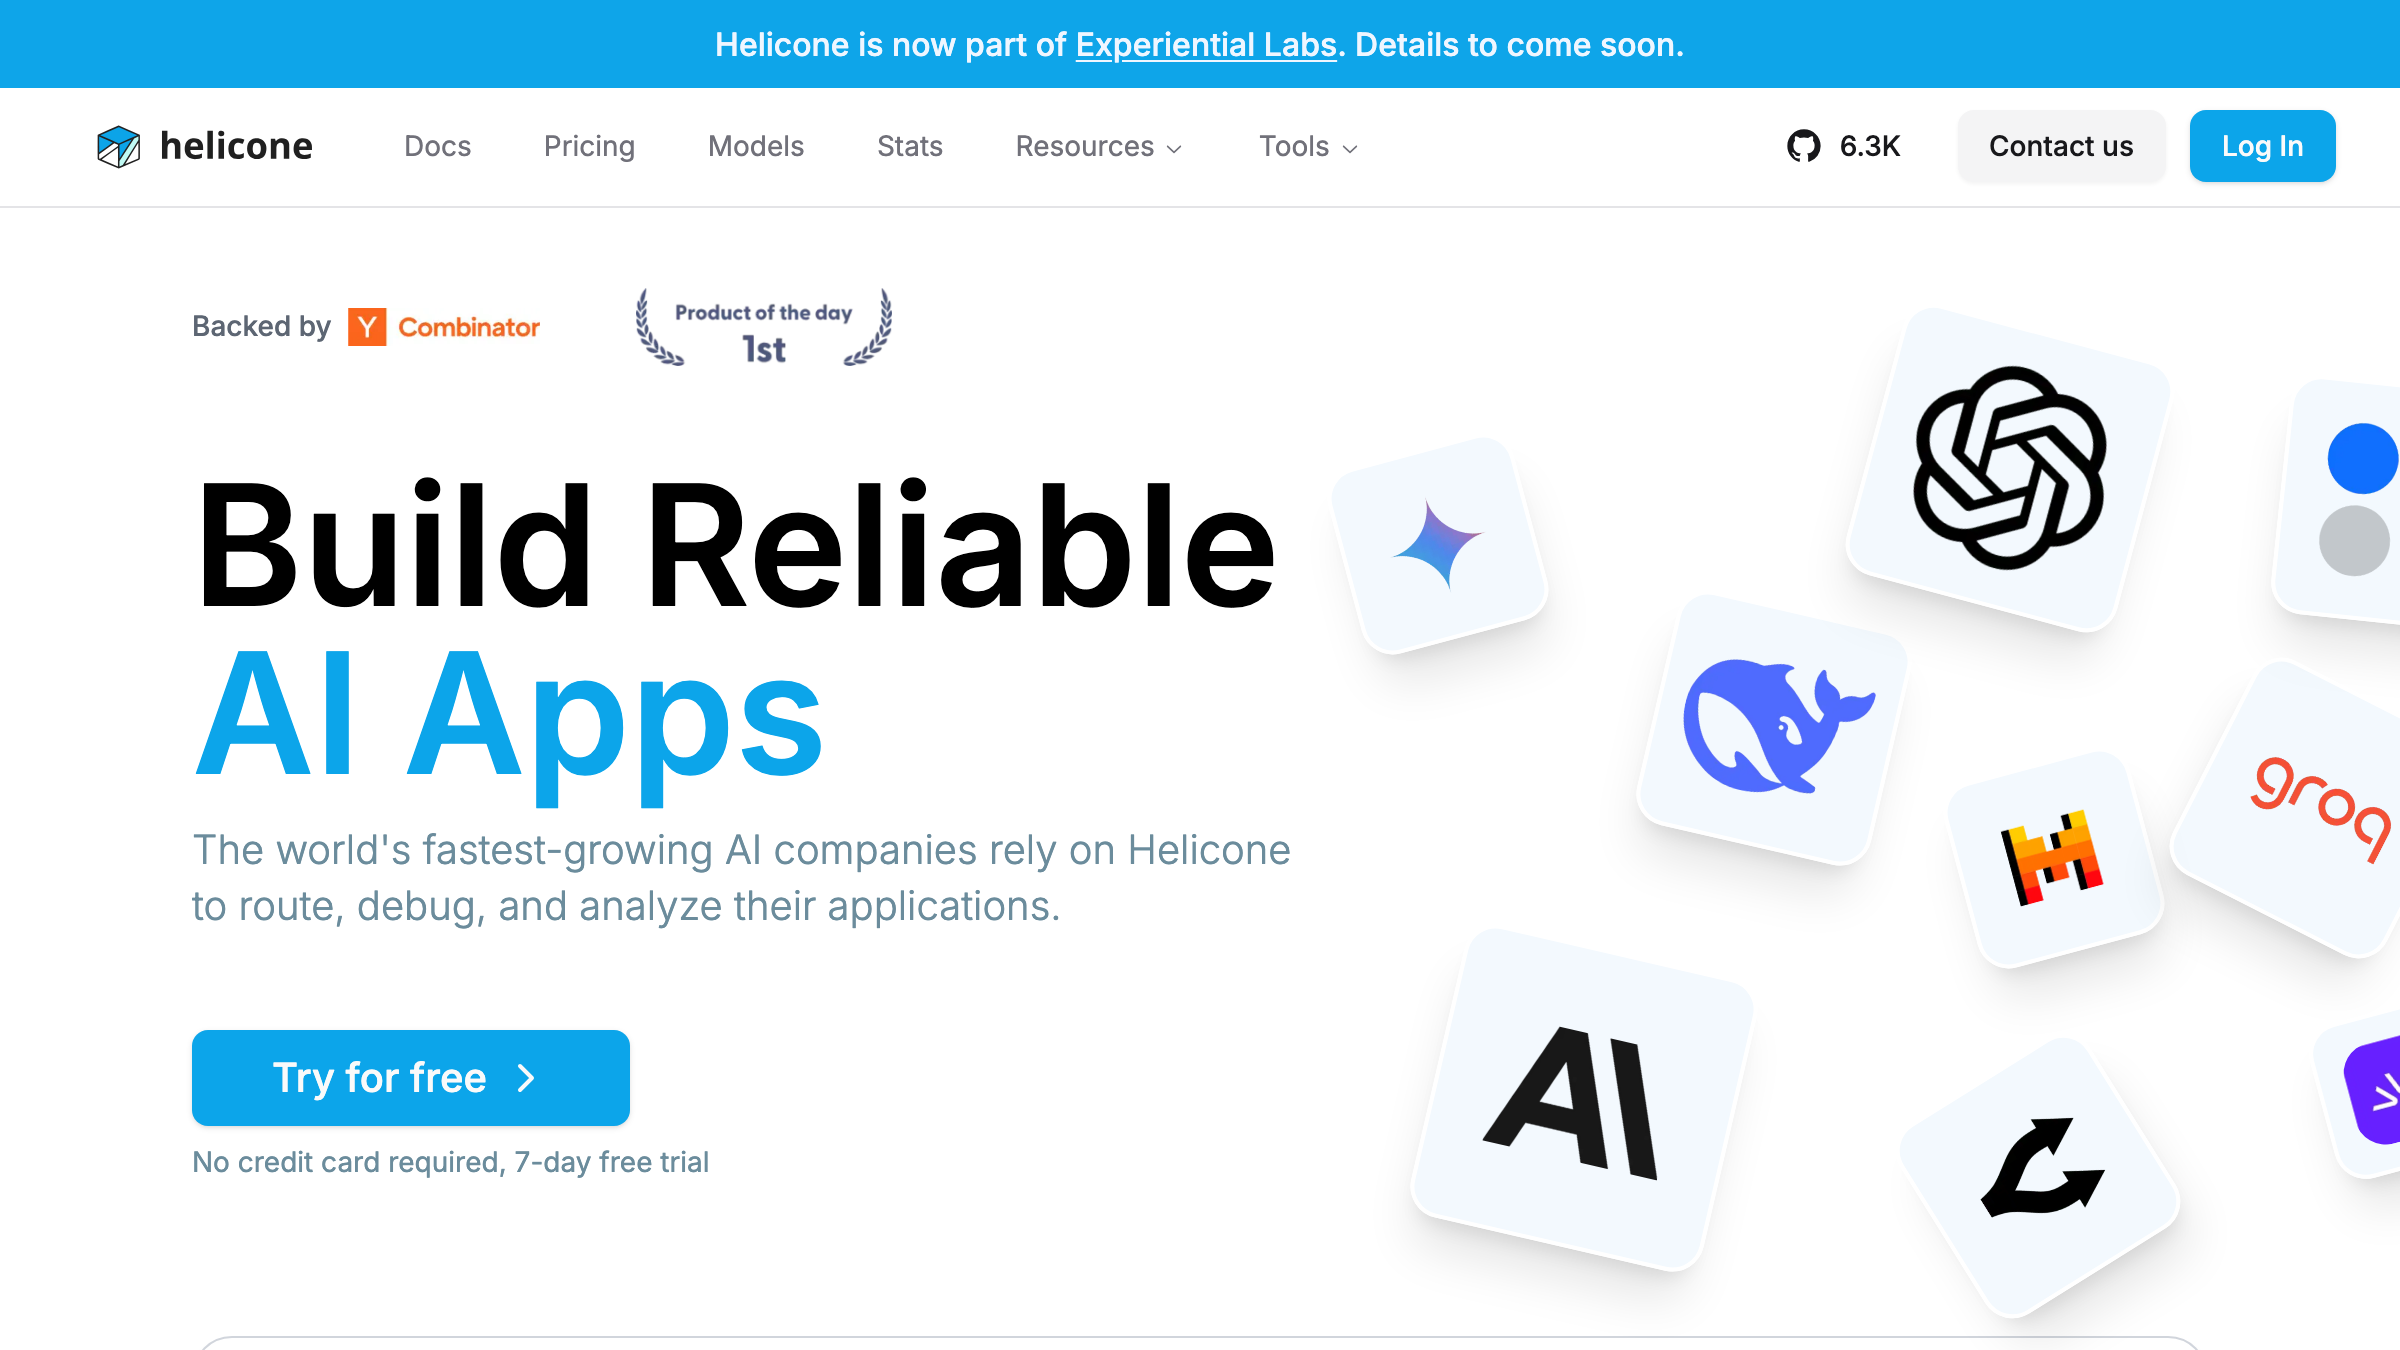 Helicone is now part of Experiential Labs. Details to come soon.
helicone
Docs
Pricing
Models
Stats
Resources
Tools
6.3K
Contact us
Log In
Backed by Y Combinator
Product of the day
1st
Build Reliable
AI Apps
The world's fastest-growing AI companies rely on Helicone
to route, debug, and analyze their applications.
groq
AI
Try for free
No credit card required, 7-day free trial